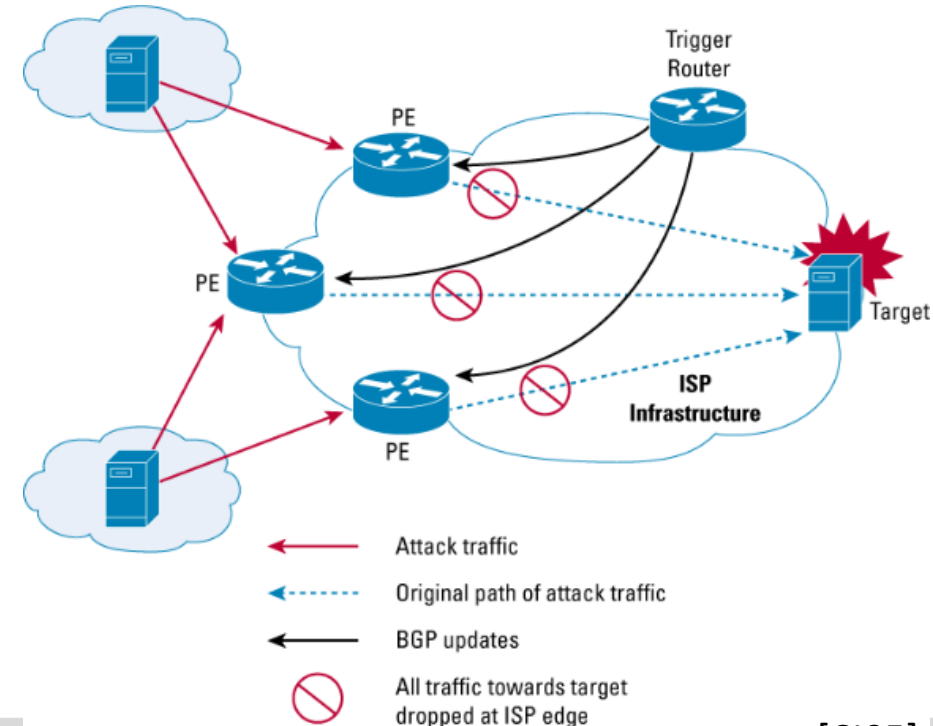 Trigger
Router
PE
PE
Target
ISP
Infrastructure
PE
Attack traffic
Original path of attack traffic
BGP updates
All traffic towards target
dropped at ISP edge